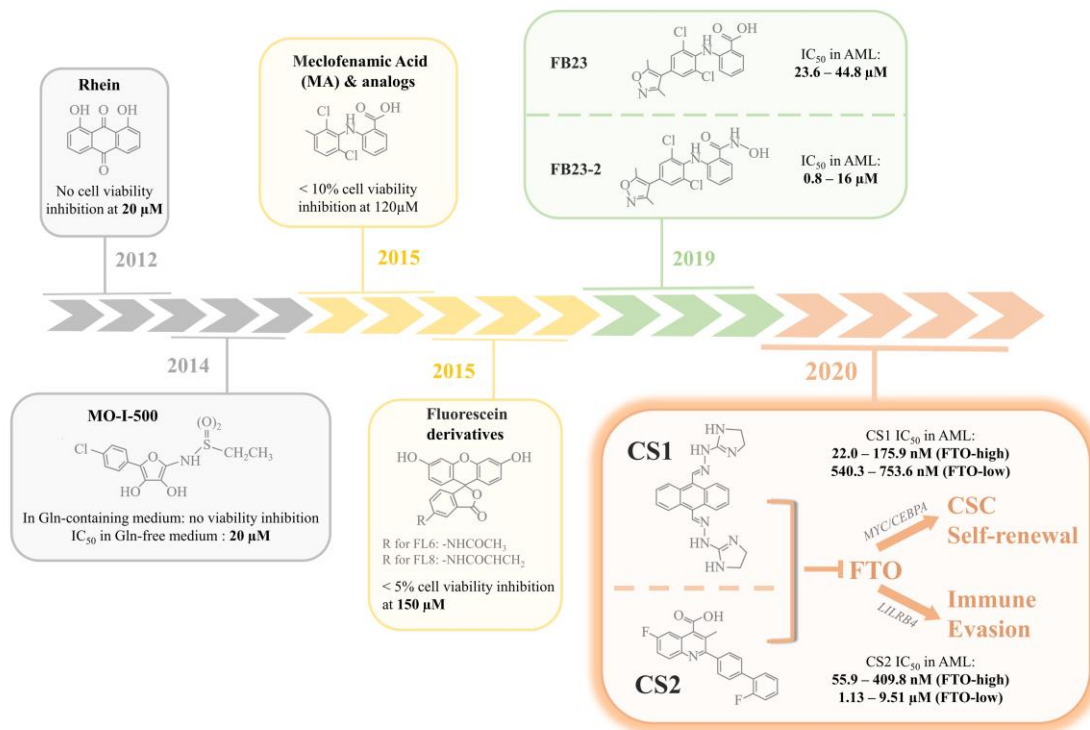 Rhein
OH
O
OH
O
No cell viability
inhibition at 20 µM
2012
Meclofenamic Acid
(MA) & analogs
Cl
H
N
O
OH
Cl
< 10% cell viability
inhibition at 120µM
2015
FB23
Cl
H
N
O
OH
O
N
Cl
IC50 in AML:
23.6 – 44.8 µM
FB23-2
Cl
H
N
O
H
N
OH
O
N
Cl
IC50 in AML:
0.8 – 16 µM
2019
2014
MO-I-500
(O2)
S
Cl
O
NH
CH2CH3
HO
OH
In Gln-containing medium: no viability inhibition
IC50 in Gln-free medium : 20 µM
2015
Fluorescein
derivatives
HO
O
OH
O
R
O
R for FL6: -NHCOCH3
R for FL8: -NHCOCHCH2
< 5% cell viability inhibition
at 150 µM
2020
CS1
HN
N
HN
N
N
NH
N
HN
CS1 IC50 in AML:
22.0 – 175.9 nM (FTO-high)
540.3 – 753.6 nM (FTO-low)
MYC/CEBPA
CSC
Self-renewal
FTO
LILRB4
Immune
Evasion
CS2
O
OH
F
N
F
CS2 IC50 in AML:
55.9 – 409.8 nM (FTO-high)
1.13 – 9.51 µM (FTO-low)